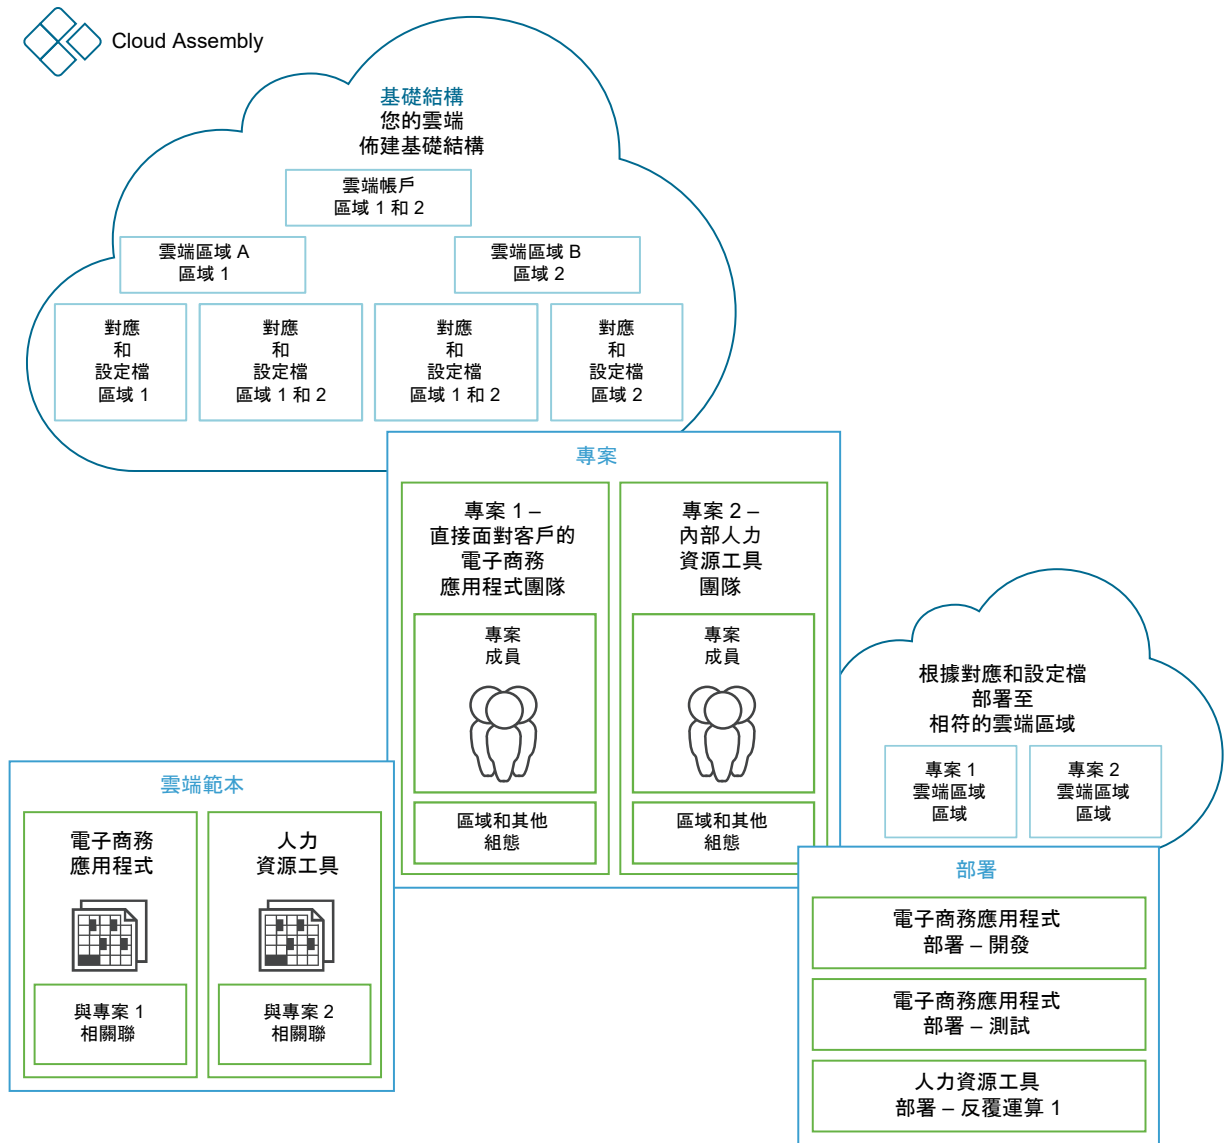 Cloud Assembly
基礎結構
您的雲端
佈建基礎結構
雲端帳戶
區域 1 和 2
雲端區域 A
區域 1
雲端區域 B
區域 2
對應
和
設定檔
區域 1
對應
和
設定檔
區域 1 和 2
對應
和
設定檔
區域 1 和 2
對應
和
設定檔
區域 2
專案
專案 1 –
直接面對客戶的
電子商務
應用程式團隊
專案
成員
區域和其他
組態
專案 2 –
內部人力
資源工具
團隊
專案
成員
區域和其他
組態
根據對應和設定檔
部署至
相符的雲端區域
專案 1
雲端區域
區域
專案 2
雲端區域
區域
雲端範本
電子商務
應用程式
與專案 1
相關聯
人力
資源工具
與專案 2
相關聯
部署
電子商務應用程式
部署 – 開發
電子商務應用程式
部署 – 測試
人力資源工具
部署 – 反覆運算 1